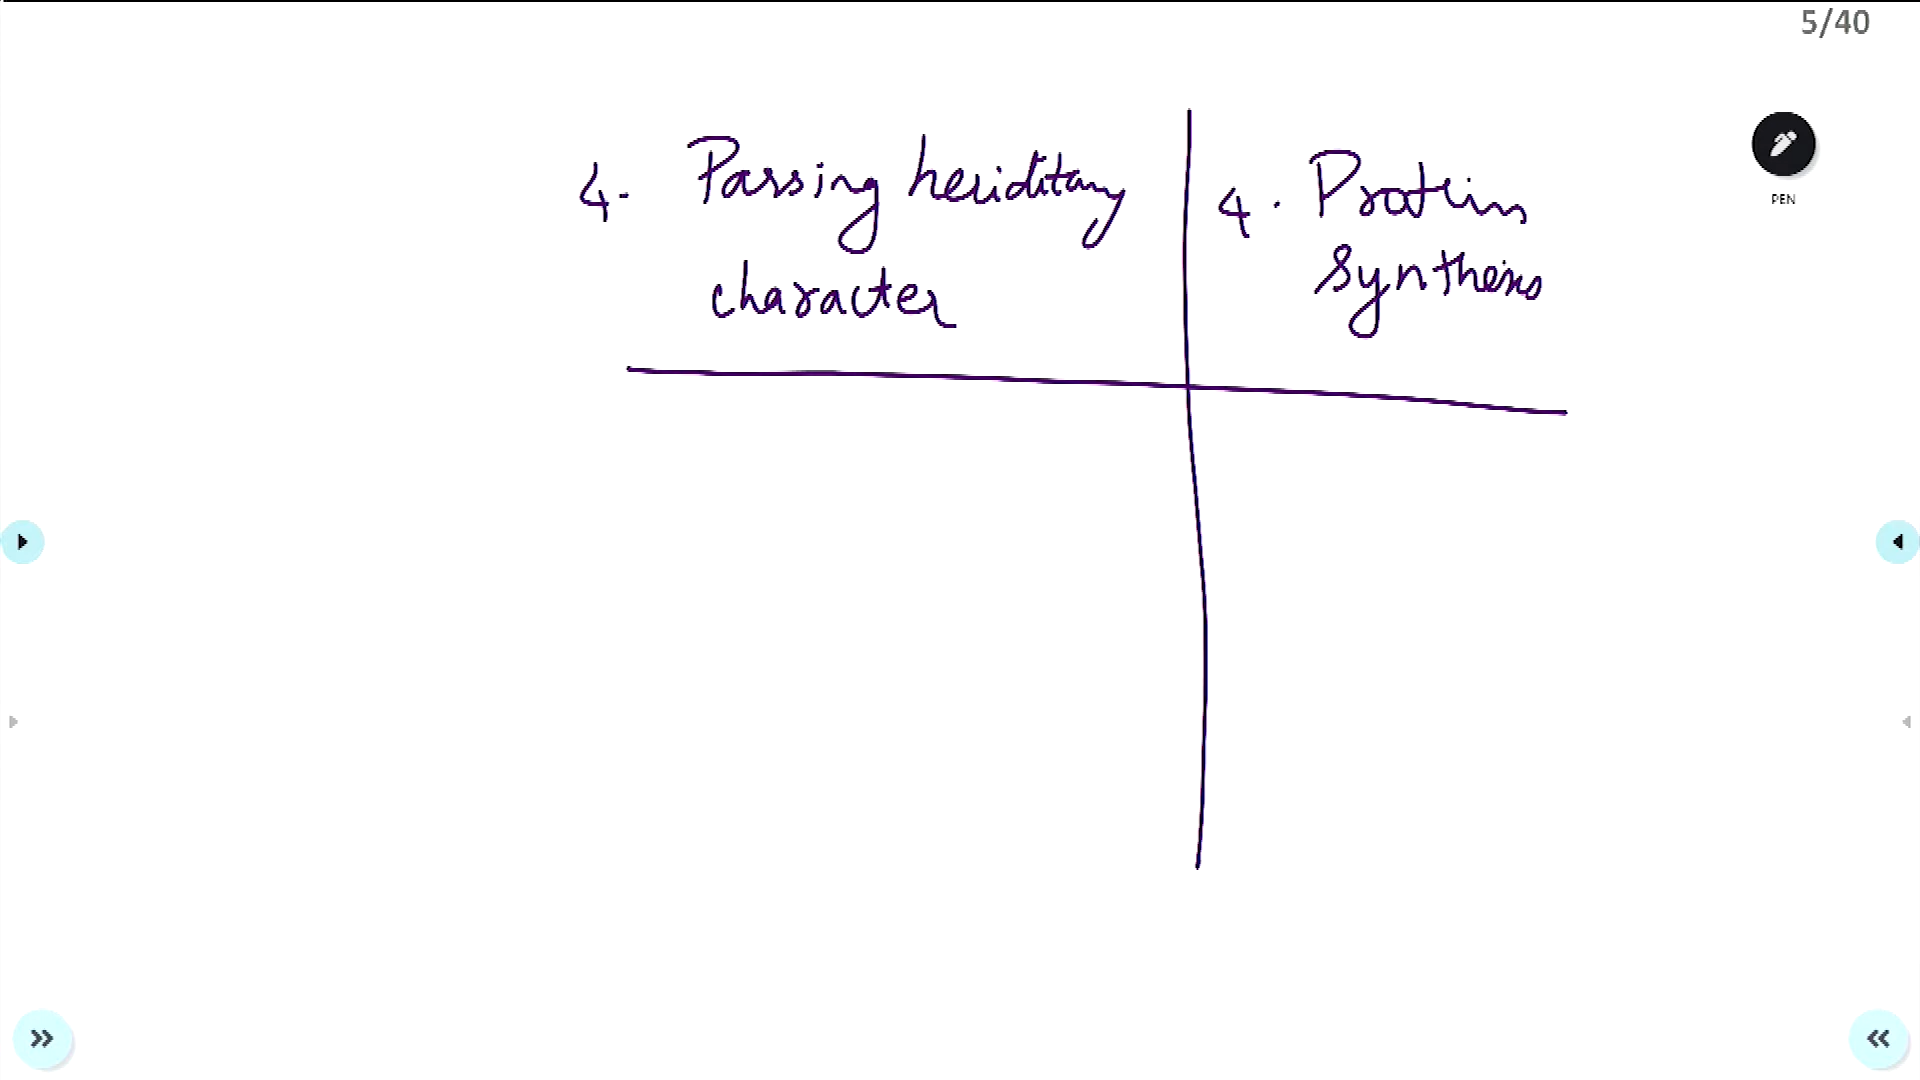 5/40
4. Passing heriditary
character
4. Protein
synthesis
PEN